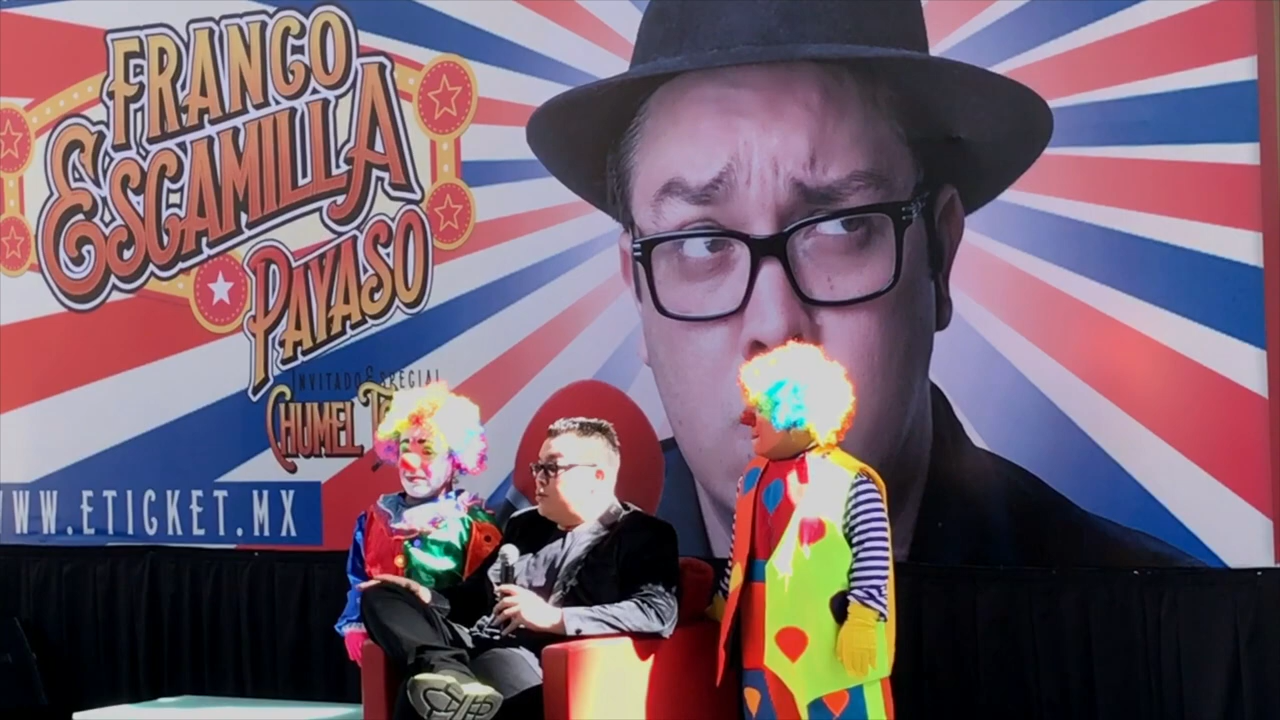 FRANCO
ESCAMILLA
PAYASO
INVITADO ESPECIAL
CHUMEL
WWW.ETICKET.MX